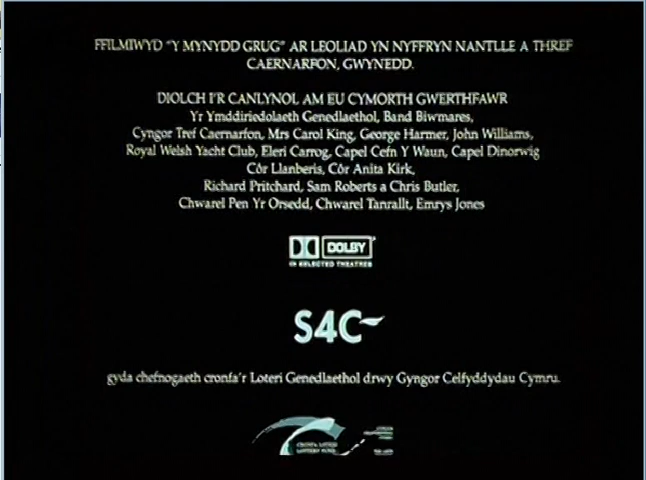 FFILMIWYD "Y MYNYDD GRUG" AR LEOLIAD YN NYFFRYN NANTLLE A THREF
CAERNARFON, GWYNEDD.
DIOLCH I'R CANLYNOL AM EU CYMORTH GWERTHFAWR
Yr Ymddiriedolaeth Genedlaethol, Band Biwmares,
Cyngor Tref Caernarfon, Mrs Carol King, George Harmer, John Williams,
Royal Welsh Yacht Club, Eleri Carrog, Capel Cefn Y Waun, Capel Dinorwig
Côr Llanberis, Côr Anita Kirk,
Richard Pritchard, Sam Roberts a Chris Butler,
Chwarel Pen Yr Orsedd, Chwarel Tanrallt, Emrys Jones
DOLBY
IN SELECTED THEATRES
S4C
gyda chefnogaeth cronfa'r Loteri Genedlaethol drwy Gyngor Celfyddydau Cymru.